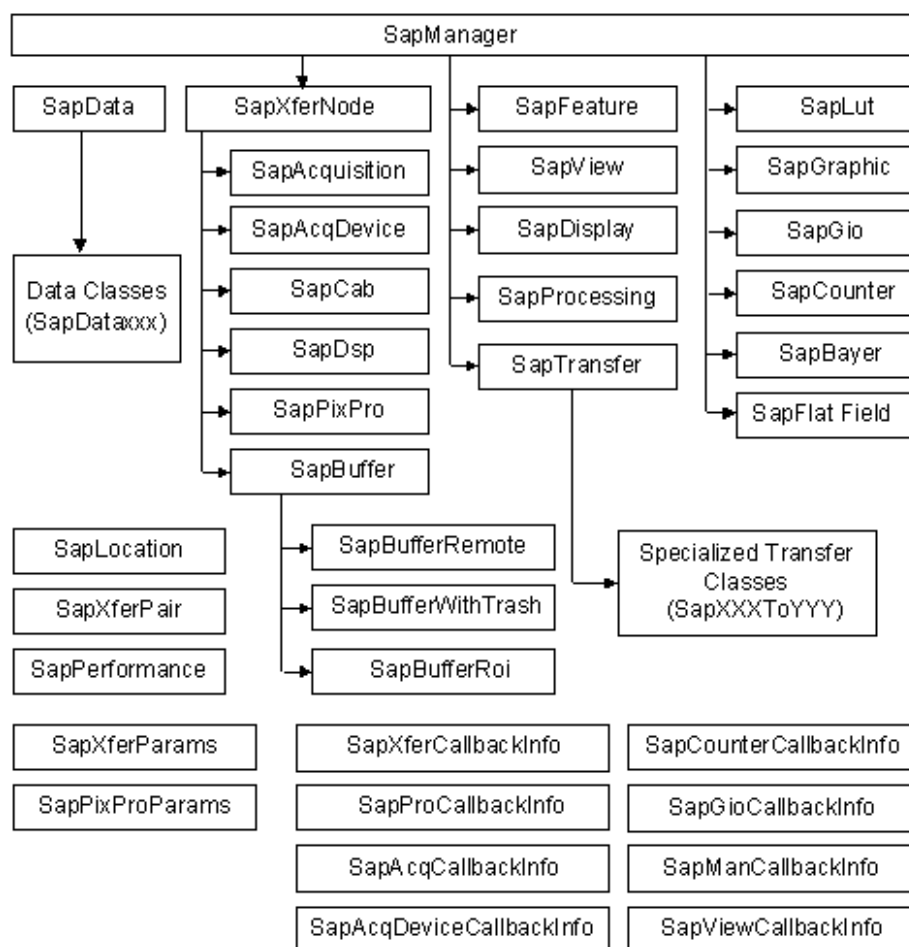 SapManager
SapData
SapXferNode
SapFeature
SapLut
SapAcquisition
SapView
SapGraphic
SapAcqDevice
SapDisplay
SapGio
Data Classes
(SapDataxxx)
SapCab
SapProcessing
SapCounter
SapDsp
SapTransfer
SapBayer
SapPixPro
SapFlat Field
SapBuffer
SapLocation
SapBufferRemote
Specialized Transfer
Classes
(SapXXXToYYY)
SapXferPair
SapBufferWithTrash
SapPerformance
SapBufferRoi
SapXferParams
SapXferCallbackInfo
SapCounterCallbackInfo
SapPixProParams
SapProCallbackInfo
SapGioCallbackInfo
SapAcqCallbackInfo
SapManCallbackInfo
SapAcqDeviceCallbackInfo
SapViewCallbackInfo